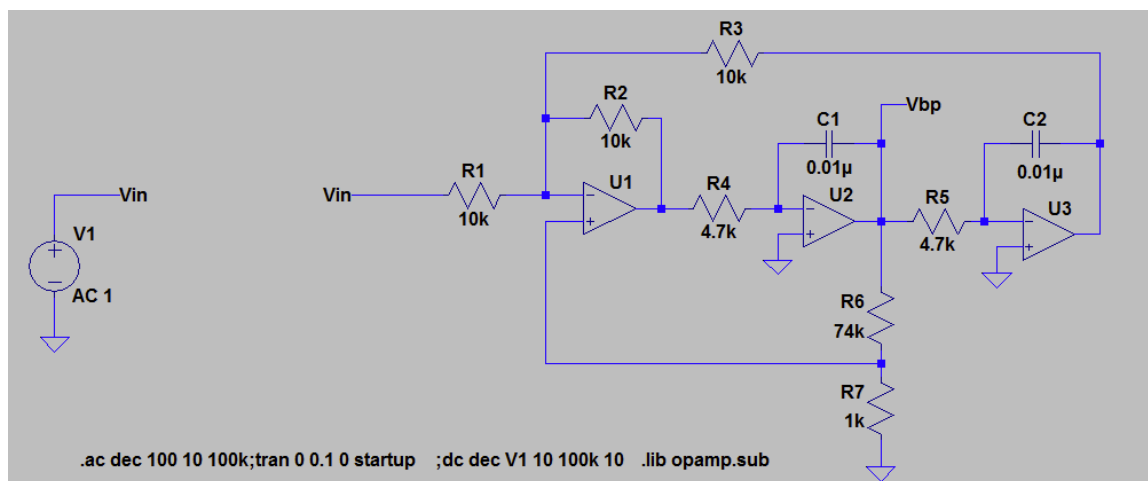 R3
10k
R2
10k
C1
0.01µ
Vbp
C2
0.01µ
Vin
Vin
R1
10k
U1
R4
4.7k
U2
R5
4.7k
U3
V1
AC 1
R6
74k
R7
1k
.ac dec 100 10 100k;tran 0 0.1 0 startup ;dc dec V1 10 100k 10 .lib opamp.sub